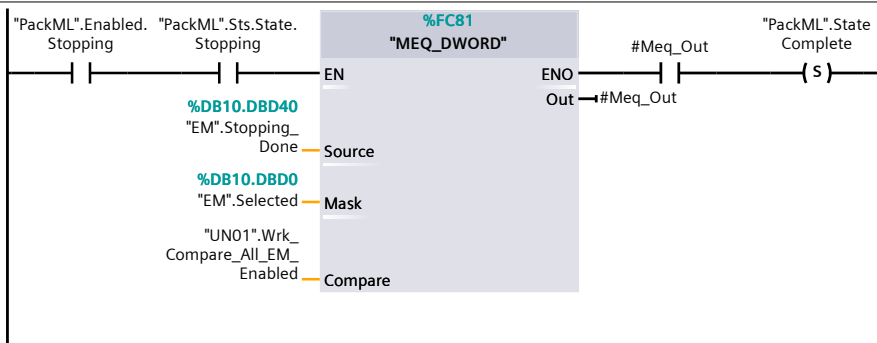 "PackML".Enabled.
Stopping
"PackML".Sts.State.
Stopping
%FC81
"MEQ_DWORD"
#Meq_Out
"PackML".State
Complete
S
EN
ENO
Out
#Meq_Out
%DB10.DBD40
"EM".Stopping_
Done
Source
%DB10.DBD0
"EM".Selected
Mask
"UN01".Wrk_
Compare_All_EM_
Enabled
Compare